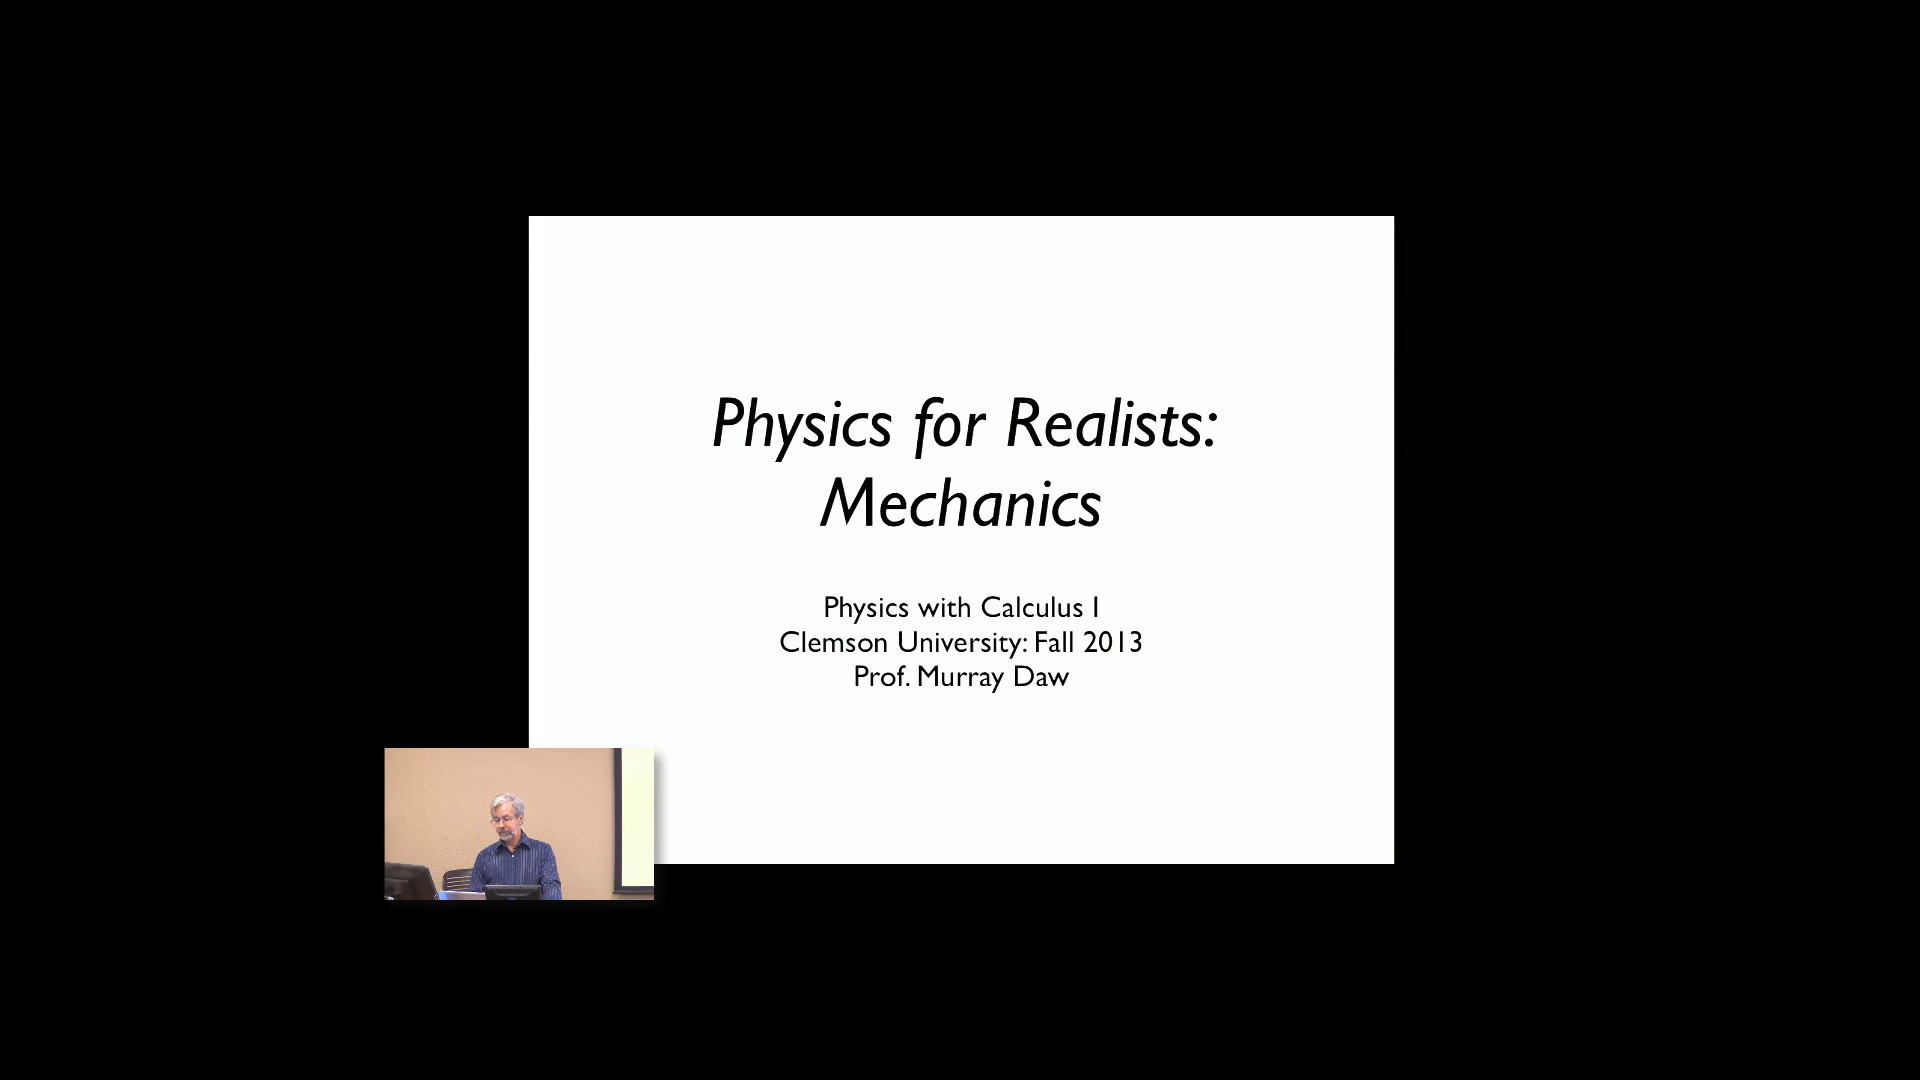 Physics for Realists:
Mechanics
Physics with Calculus I
Clemson University: Fall 2013
Prof. Murray Daw